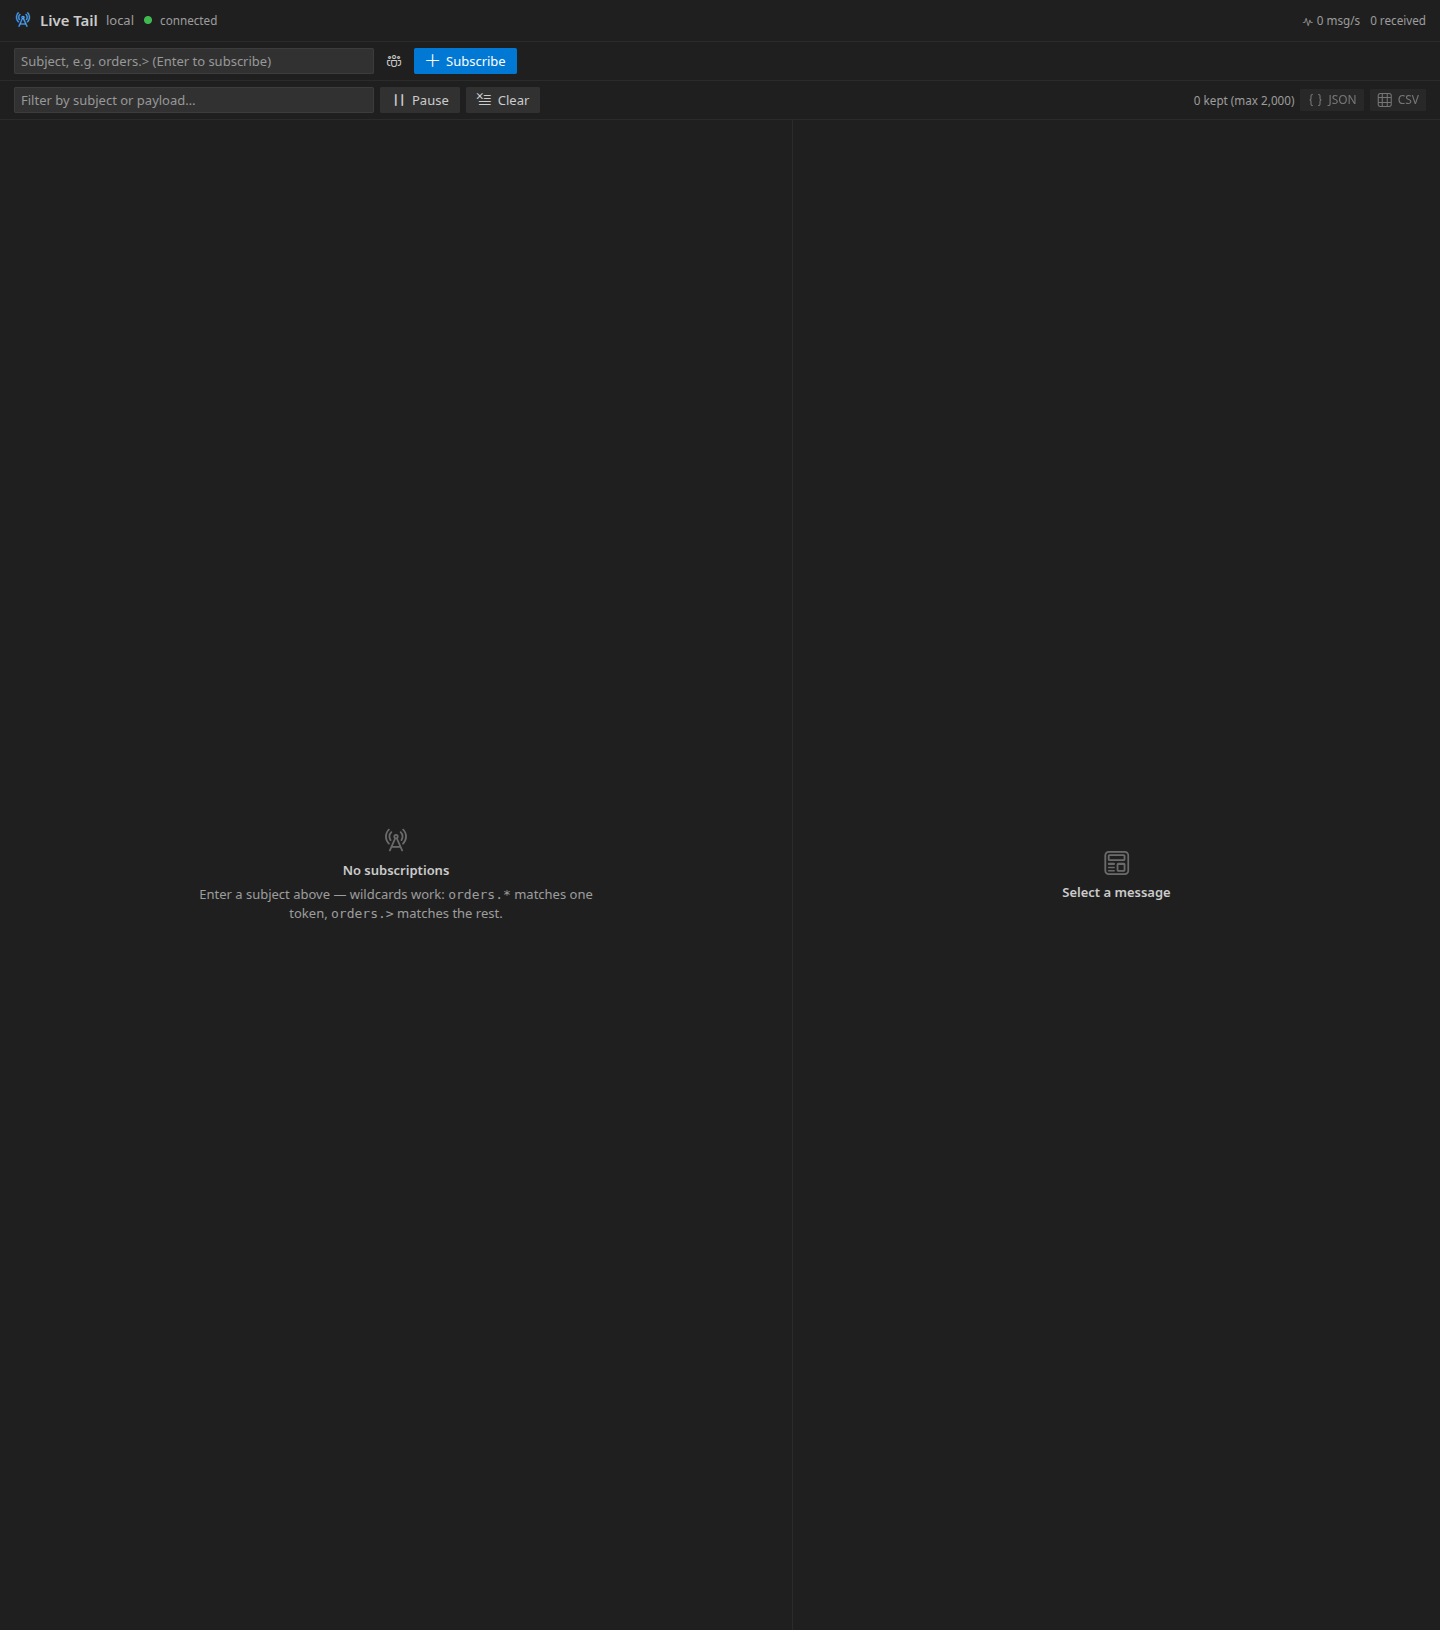 Live Tail local connected 0 msg/s 0 received
Subject, e.g. orders.> (Enter to subscribe) Subscribe
Filter by subject or payload... Pause Clear 0 kept (max 2,000) { } JSON CSV
No subscriptions
Enter a subject above — wildcards work: orders.* matches one
token, orders.> matches the rest.
Select a message